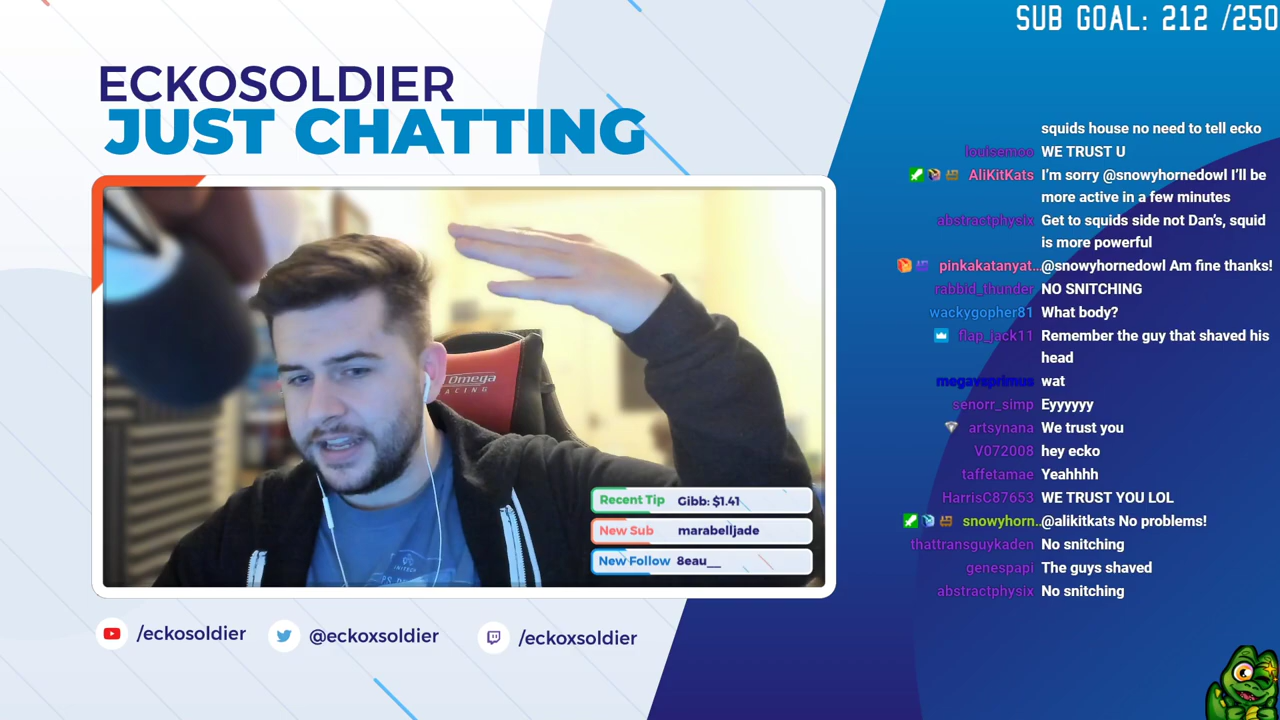 SUB GOAL: 212 /250
ECKOSOLDIER
JUST CHATTING
squids house no need to tell ecko
louisemoo WE TRUST U
AliKitKats I’m sorry @snowyhornedowl I’ll be
more active in a few minutes
abstractphysix Get to squids side not Dan’s, squid
is more powerful
pinkakatanyat... @snowyhornedowl Am fine thanks!
rabbid_thunder NO SNITCHING
wackygopher81 What body?
flap_jack11 Remember the guy that shaved his
head
megavsprimus wat
senorr_simp Eyyyyyy
artsynana We trust you
V072008 hey ecko
taffetamae Yeahhhh
HarrisC87653 WE TRUST YOU LOL
snowyhorn... @alikitkats No problems!
thattransguykaden No snitching
genespapi The guys shaved
abstractphysix No snitching
Omega
RACING
Recent Tip Gibb: $1.41
New Sub marabelljade
New Follow 8eau__
/eckosoldier @eckoxsoldier /eckoxsoldier